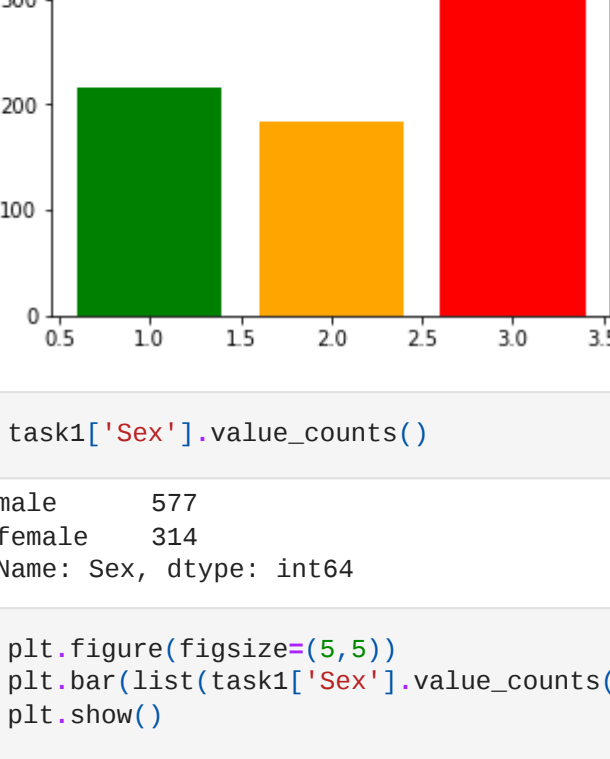 300
200
100
0
0.5 1.0 1.5 2.0 2.5 3.0 3.5
task1['Sex'].value_counts()
male 577
female 314
Name: Sex, dtype: int64
plt.figure(figsize=(5,5))
plt.bar(list(task1['Sex'].value_counts(
plt.show()